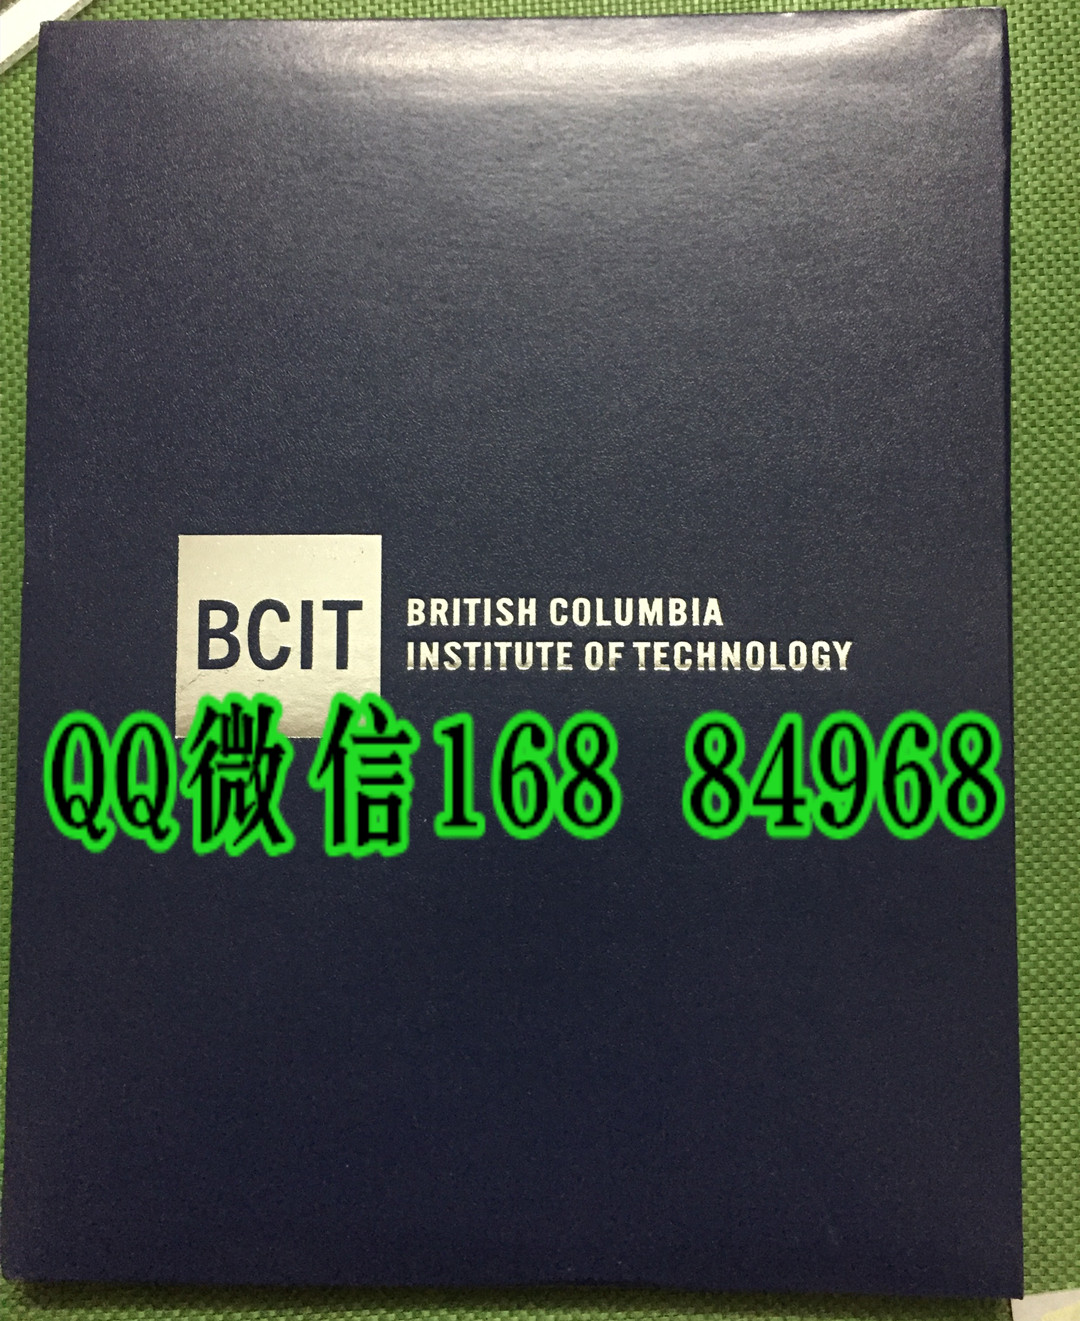 BCIT
BRITISH COLUMBIA
INSTITUTE OF TECHNOLOGY
QQ微信168 84968